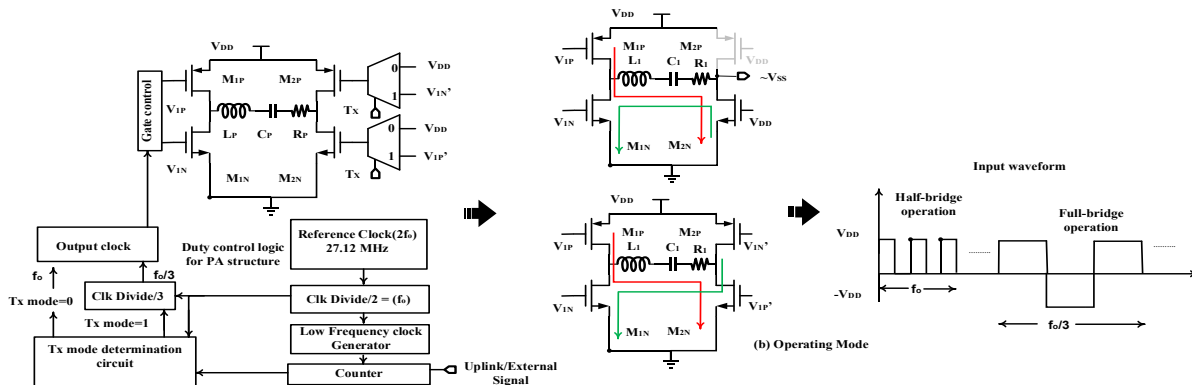 VDD
Gate control
M1P
M2P
V1P
LP
CP
RP
V1N
M1N
M2N
0
1
VDD
V1N'
TX
0
1
VDD
V1P'
TX
Output clock
fo
fo/3
Tx mode=0
Clk Divide/3
Tx mode=1
Tx mode determination
circuit
Duty control logic
for PA structure
Reference Clock(2fo)
27.12 MHz
Clk Divide/2 = (fo)
Low Frequency clock
Generator
Counter
Uplink/External
Signal
VDD
V1P
M1P
M2P
VDD
L1
C1
R1
~VSS
V1N
M1N
M2N
VDD
VDD
V1P
M1P
M2P
V1N'
L1
C1
R1
V1N
M1N
M2N
V1P'
(b) Operating Mode
Input waveform
Half-bridge
operation
Full-bridge
operation
VDD
-VDD
fo
fo/3